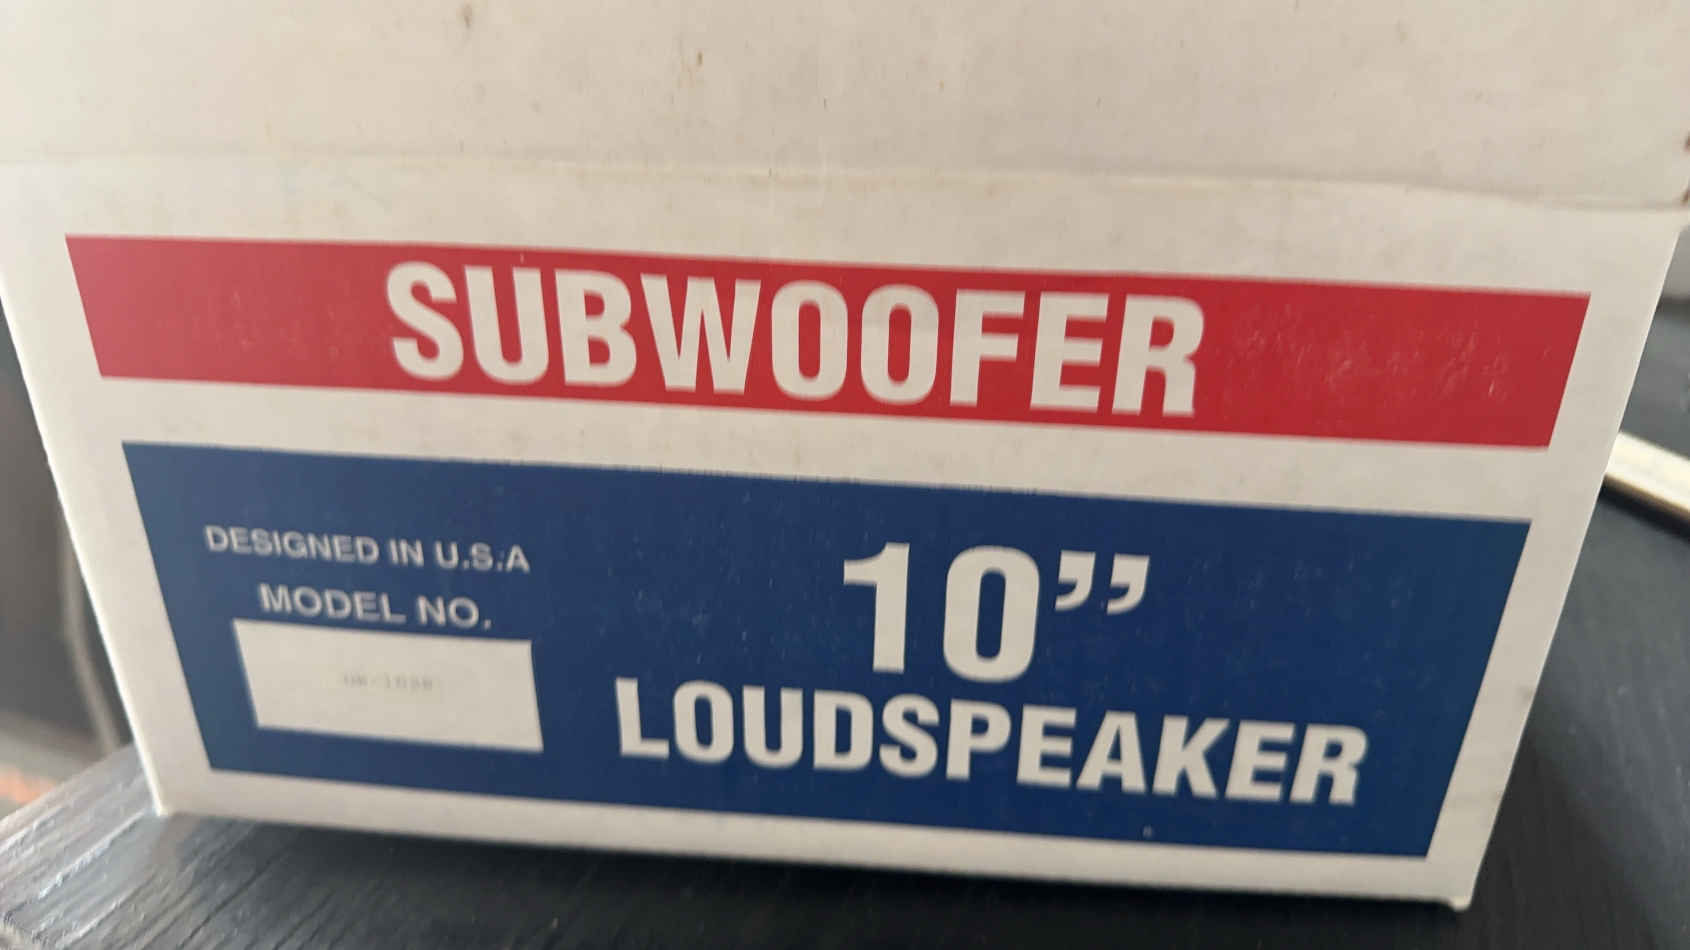 SUBWOOFER
DESIGNED IN U.S.A
MODEL NO.
10”
LOUDSPEAKER